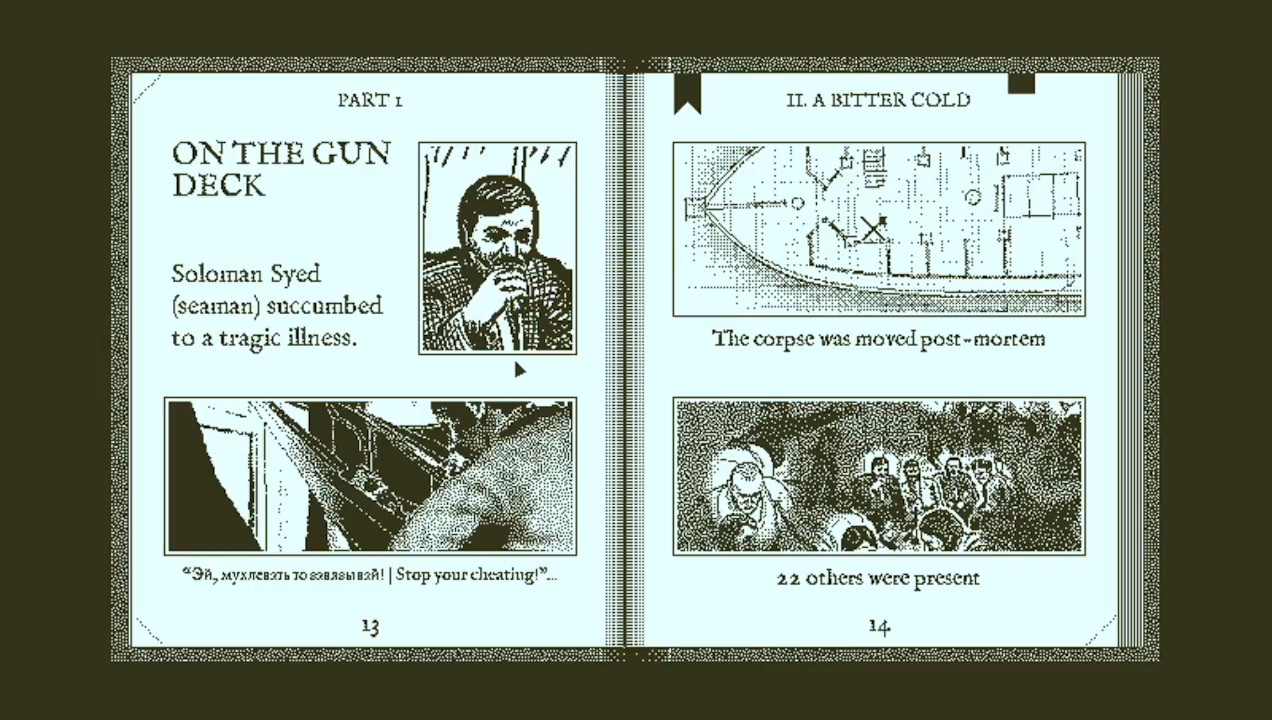 PART 1
ON THE GUN
DECK
Soloman Syed
(seaman) succumbed
to a tragic illness.
“Эй, мухлевать то завязывай! | Stop your cheating!”...
13
II. A BITTER COLD
The corpse was moved post-mortem
22 others were present
14